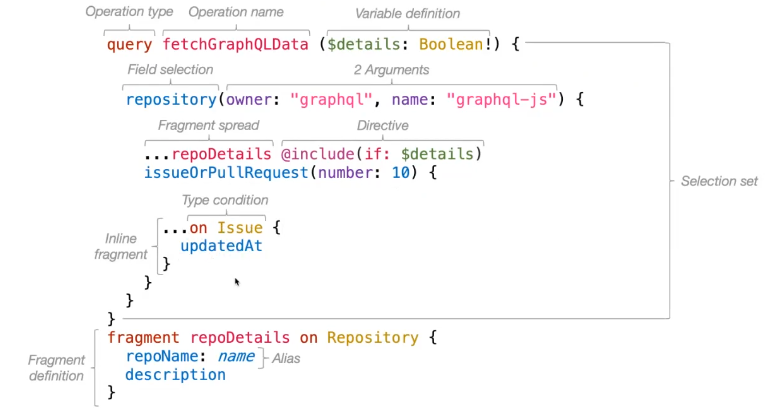 Operation type Operation name Variable definition
query fetchGraphQLData ($details: Boolean!) {
Field selection 2 Arguments
repository(owner: "graphql", name: "graphql-js") {
Fragment spread Directive
...repoDetails @include(if: $details)
issueOrPullRequest(number: 10) {
Selection set
Type condition
...on Issue {
Inline
fragment
updatedAt
}
}
}
}
fragment repoDetails on Repository {
repoName: name Alias
Fragment
definition
description
}